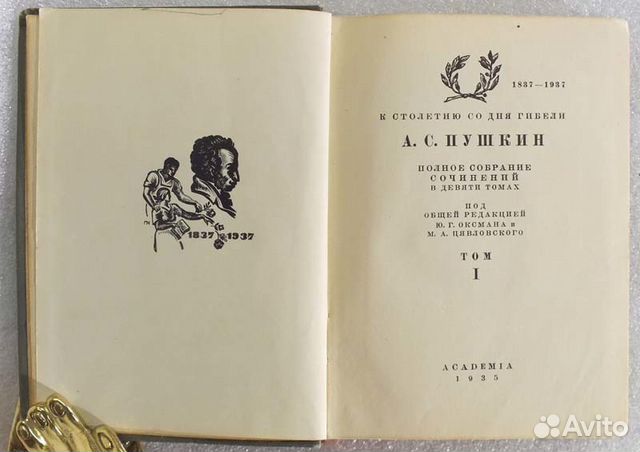 1837 1937
1837—1937
К СТОЛЕТИЮ СО ДНЯ ГИБЕЛИ
А. С. ПУШКИН
ПОЛНОЕ СОБРАНИЕ
СОЧИНЕНИЙ
В ДЕВЯТИ ТОМАХ
ПОД
ОБЩЕЙ РЕДАКЦИЕЙ
Ю. Г. ОКСМАНА и
М. А. ЦЯВЛОВСКОГО
ТОМ
I
ACADEMIA
1935
Avito